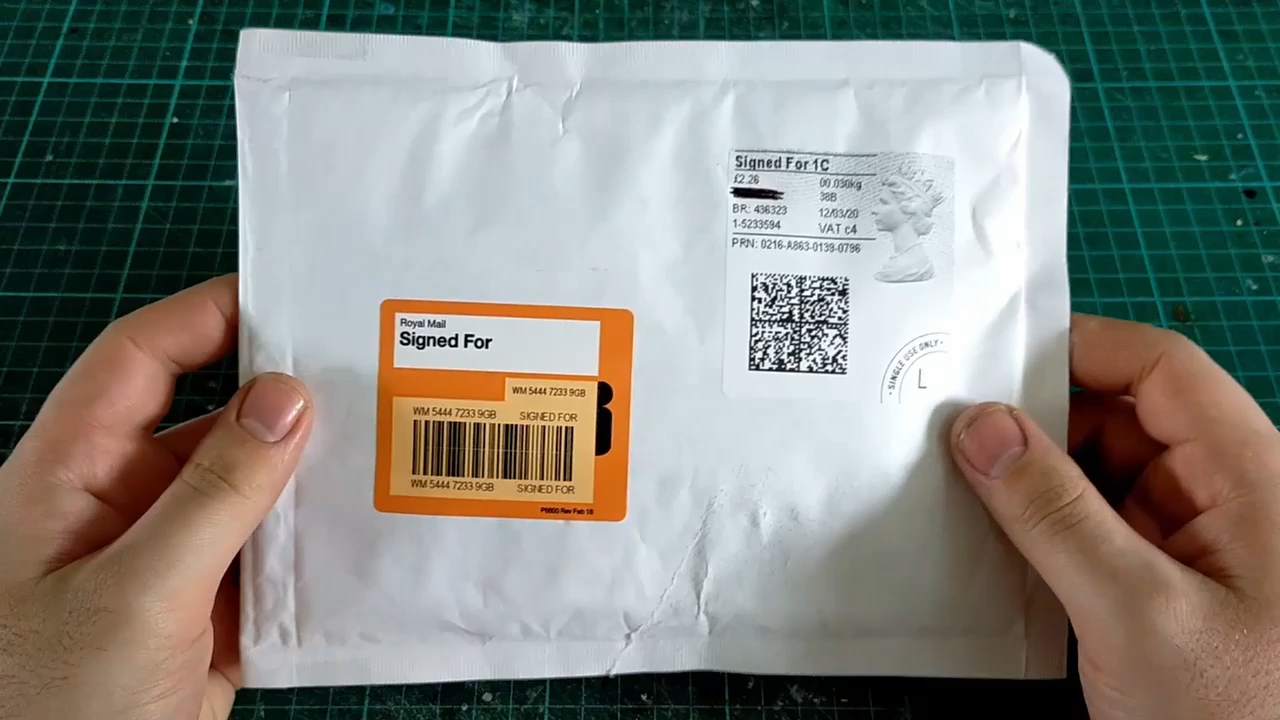 Signed For 1C
£2.26 00.030kg
38B
BR: 436323 12/03/20
1-5233594 VAT c4
PRN: 0216-A863-0139-0796
• SINGLE USE ONLY •
L
Royal Mail
Signed For
WM 5444 7233 9GB
WM 5444 7233 9GB SIGNED FOR
WM 5444 7233 9GB SIGNED FOR
P6600 Rev Feb 18